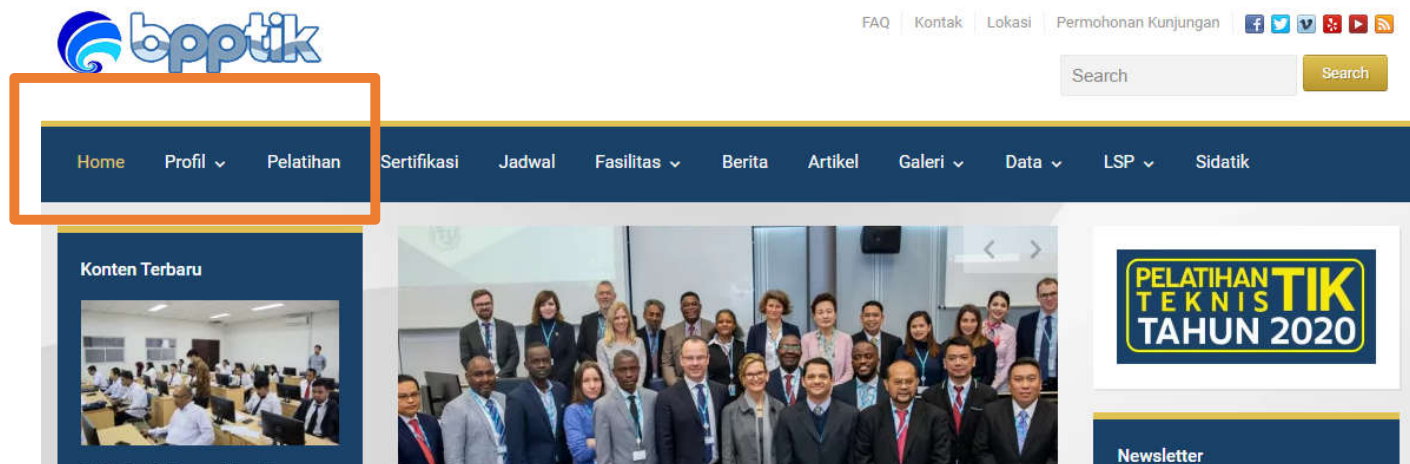 bpptik
FAQ Kontak Lokasi Permohonan Kunjungan
Search Search
Home Profil Pelatihan Sertifikasi Jadwal Fasilitas Berita Artikel Galeri Data LSP Sidatik
Konten Terbaru
PELATIHAN TIK
TEKNIS
TAHUN 2020
Newsletter